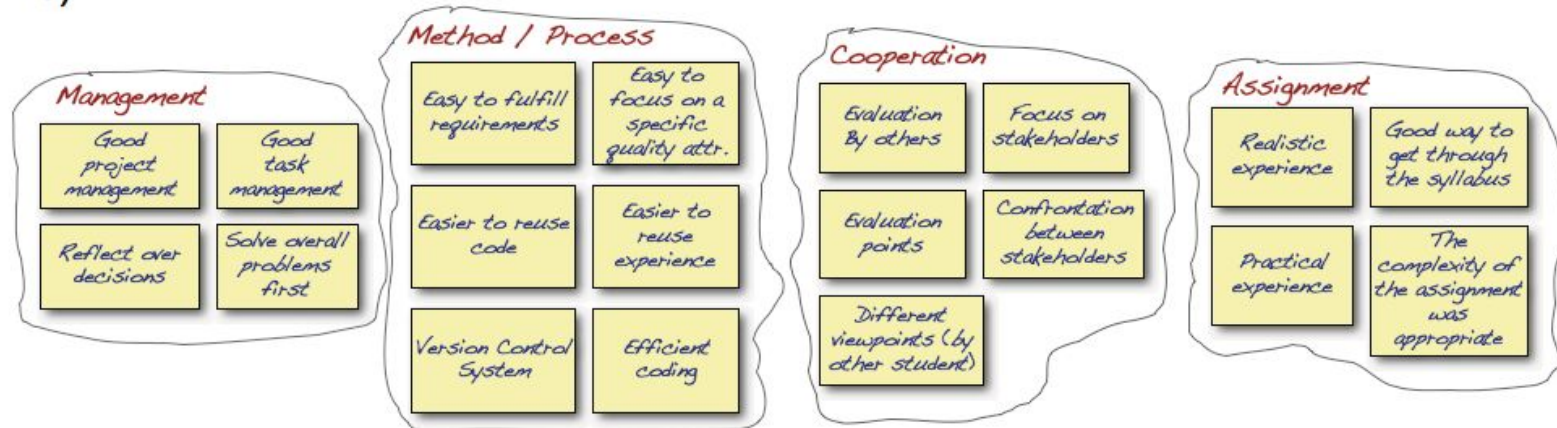 Management
Good
project
management
Good
task
management
Reflect over
decisions
Solve overall
problems
first
Method / Process
Easy to fulfill
requirements
Easy to
focus on a
specific
quality attr.
Easier to reuse
code
Easier to
reuse
experience
Version Control
System
Efficient
coding
Cooperation
Evaluation
By others
Focus on
stakeholders
Evaluation
points
Confrontation
between
stakeholders
Different
viewpoints (by
other student)
Assignment
Realistic
experience
Good way to
get through
the syllabus
Practical
experience
The
complexity of
the assignment
was
appropriate